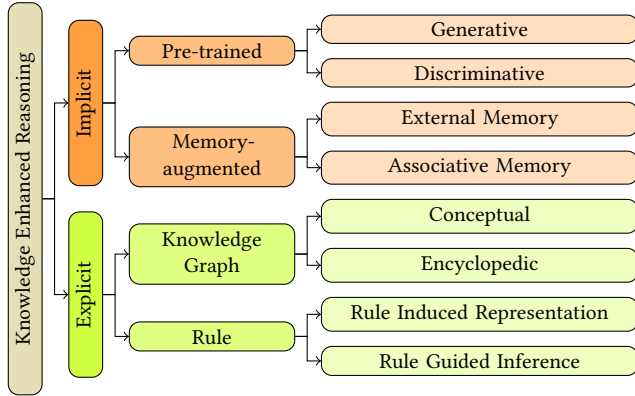 Knowledge Enhanced Reasoning
Implicit
Pre-trained
Generative
Discriminative
Memory-
augmented
External Memory
Associative Memory
Explicit
Knowledge
Graph
Conceptual
Encyclopedic
Rule
Rule Induced Representation
Rule Guided Inference